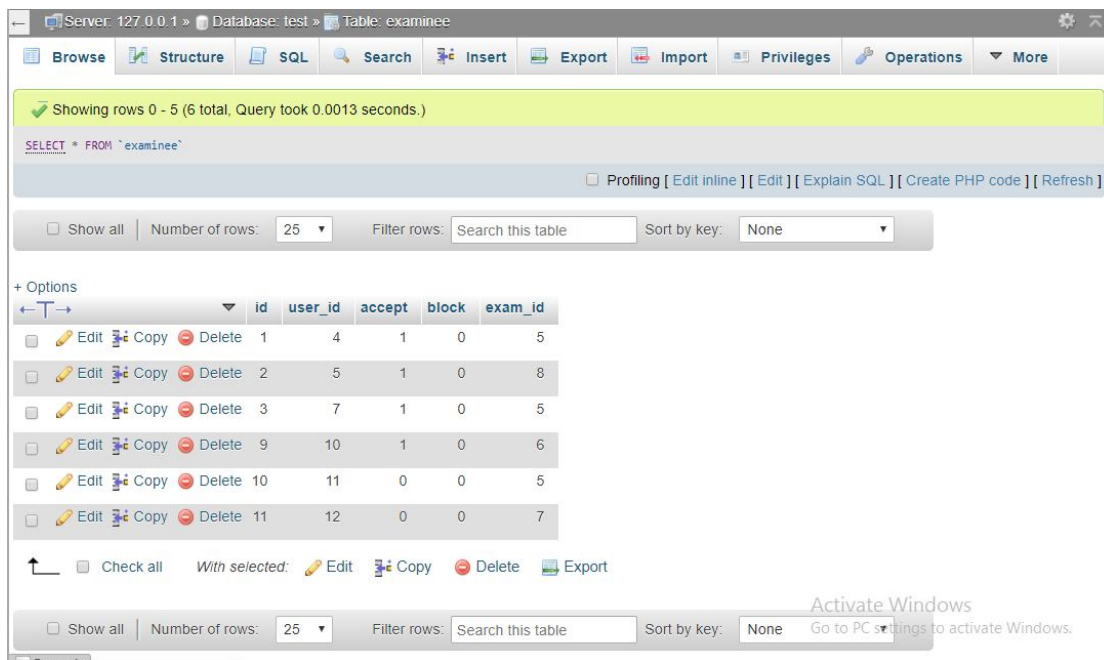 Server: 127.0.0.1 » Database: test » Table: examinee
Browse Structure SQL Search Insert Export Import Privileges Operations More
Showing rows 0 - 5 (6 total, Query took 0.0013 seconds.)
SELECT * FROM `examinee`
Profiling [ Edit inline ] [ Edit ] [ Explain SQL ] [ Create PHP code ] [ Refresh ]
Show all Number of rows: 25 Filter rows: Search this table Sort by key: None
+ Options
id user_id accept block exam_id
Edit Copy Delete 1 4 1 0 5
Edit Copy Delete 2 5 1 0 8
Edit Copy Delete 3 7 1 0 5
Edit Copy Delete 9 10 1 0 6
Edit Copy Delete 10 11 0 0 5
Edit Copy Delete 11 12 0 0 7
Check all With selected: Edit Copy Delete Export
Activate Windows
Show all Number of rows: 25 Filter rows: Search this table Sort by key: None
Go to PC settings to activate Windows.